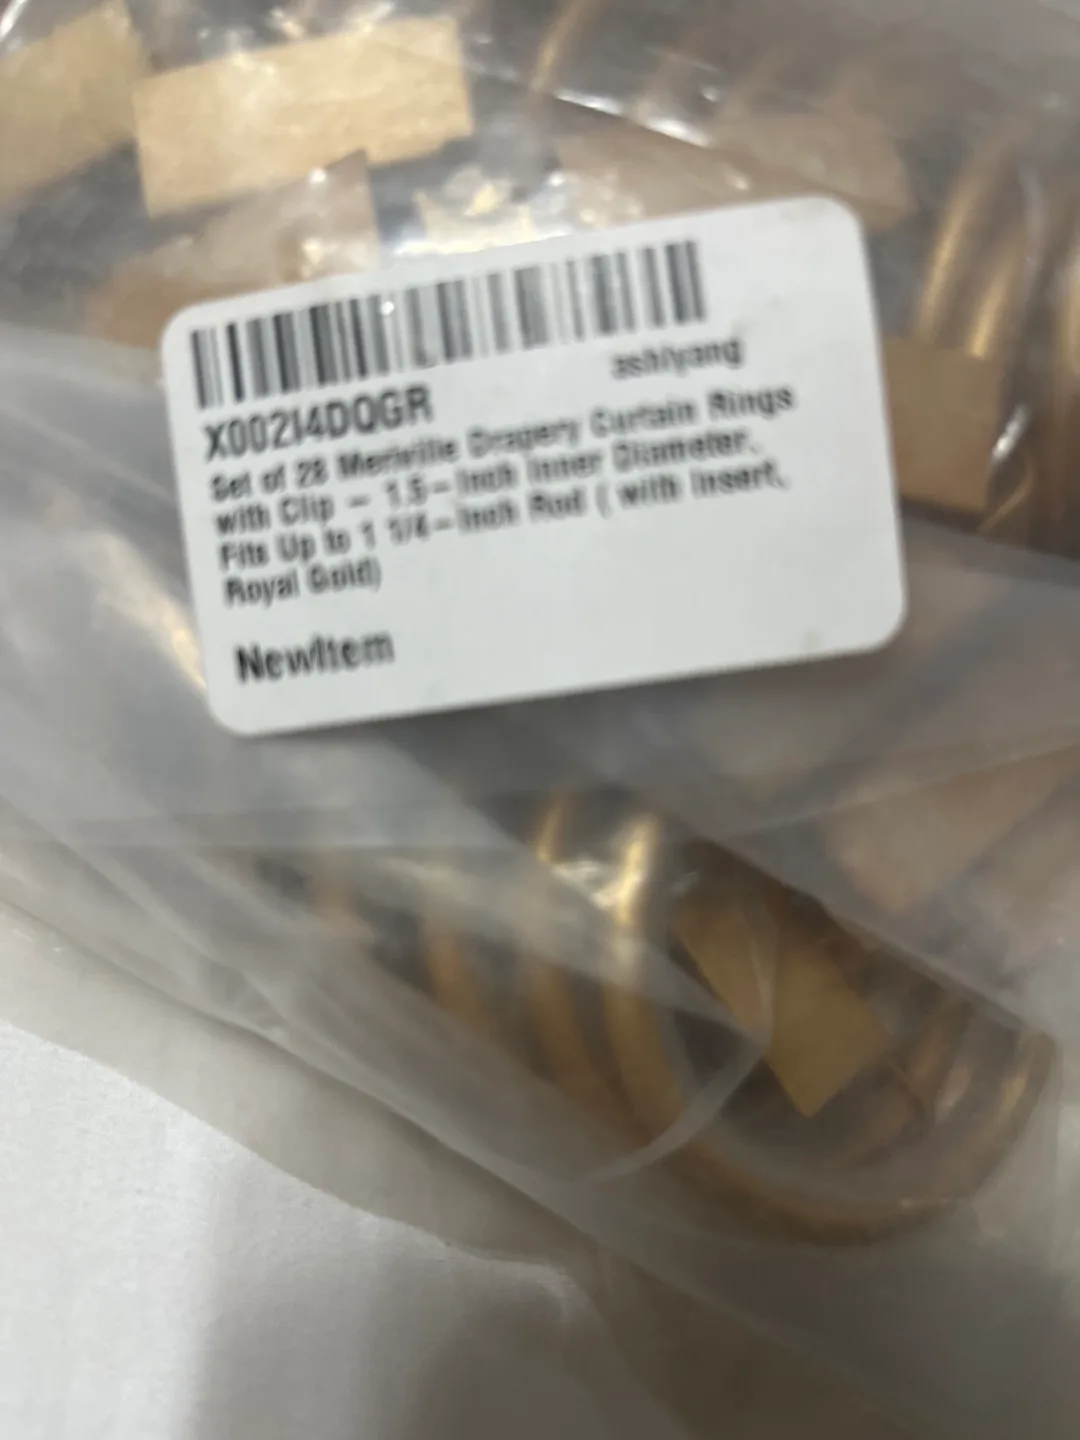 ashiyang
X002I4DQGR
Set of 28 Meriville Drapery Curtain Rings
with Clip - 1.5-Inch Inner Diameter,
Fits Up to 1 1/4-Inch Rod ( with Insert,
Royal Gold)
NewItem